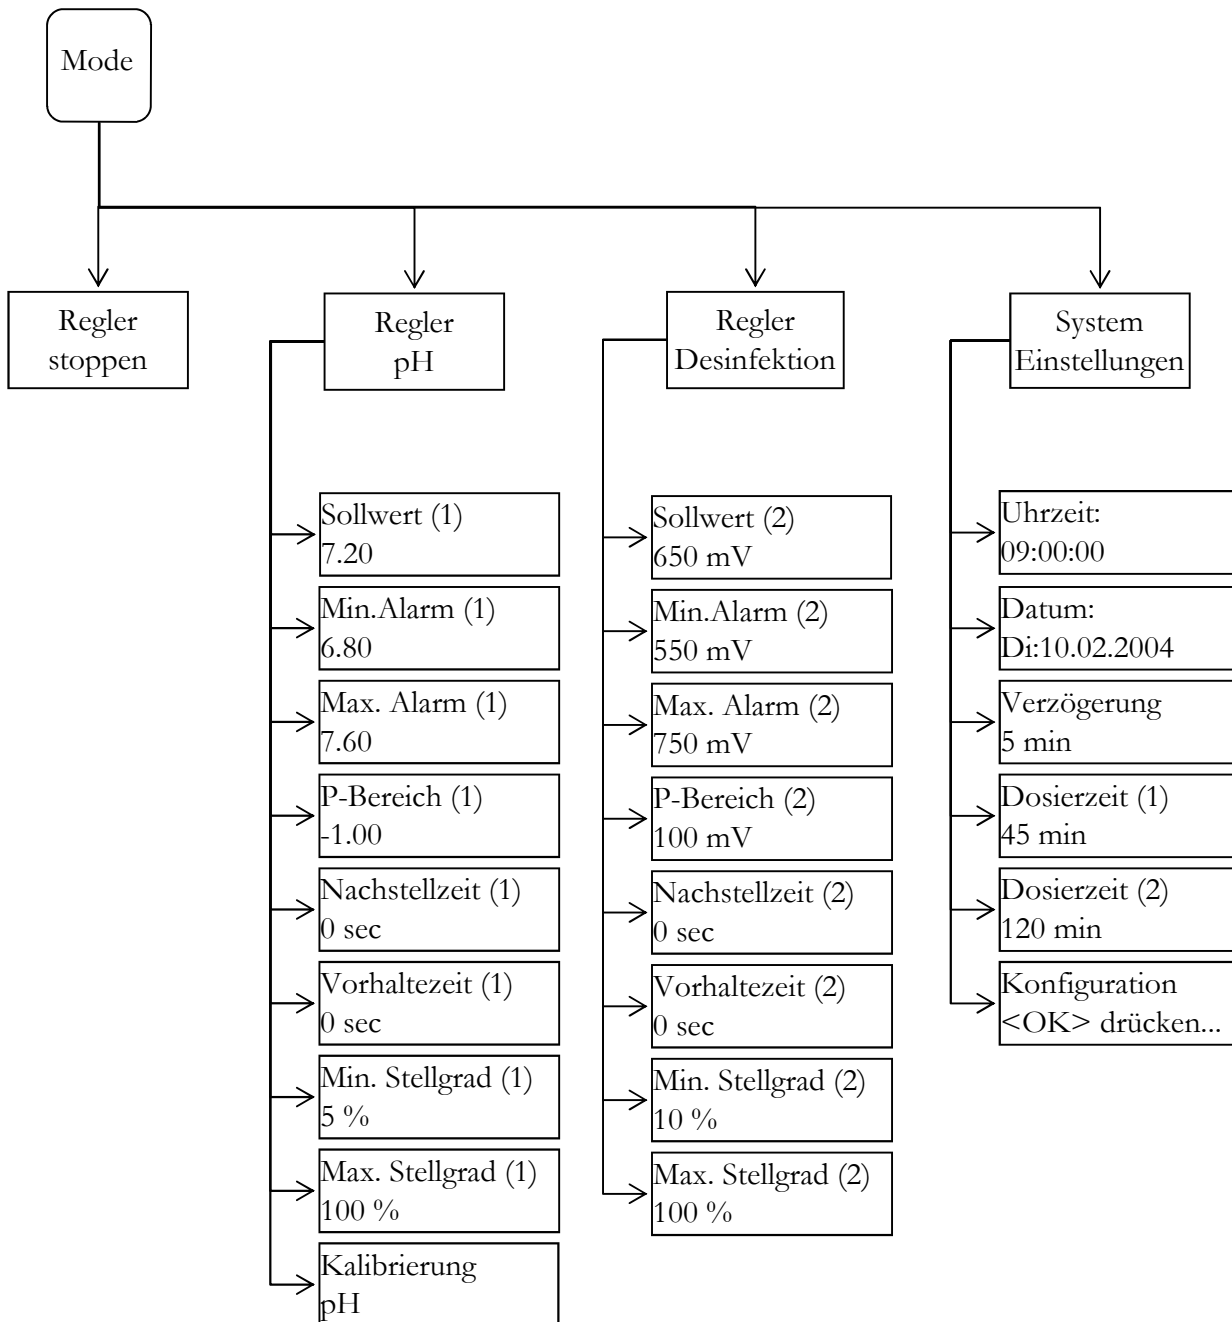 Mode
Regler
stoppen
Regler
pH
Regler
Desinfektion
System
Einstellungen
Sollwert (1)
7.20
Min.Alarm (1)
6.80
Max. Alarm (1)
7.60
P-Bereich (1)
-1.00
Nachstellzeit (1)
0 sec
Vorhaltezeit (1)
0 sec
Min. Stellgrad (1)
5 %
Max. Stellgrad (1)
100 %
Kalibrierung
pH
Sollwert (2)
650 mV
Min.Alarm (2)
550 mV
Max. Alarm (2)
750 mV
P-Bereich (2)
100 mV
Nachstellzeit (2)
0 sec
Vorhaltezeit (2)
0 sec
Min. Stellgrad (2)
10 %
Max. Stellgrad (2)
100 %
Uhrzeit:
09:00:00
Datum:
Di:10.02.2004
Verzögerung
5 min
Dosierzeit (1)
45 min
Dosierzeit (2)
120 min
Konfiguration
<OK> drücken...